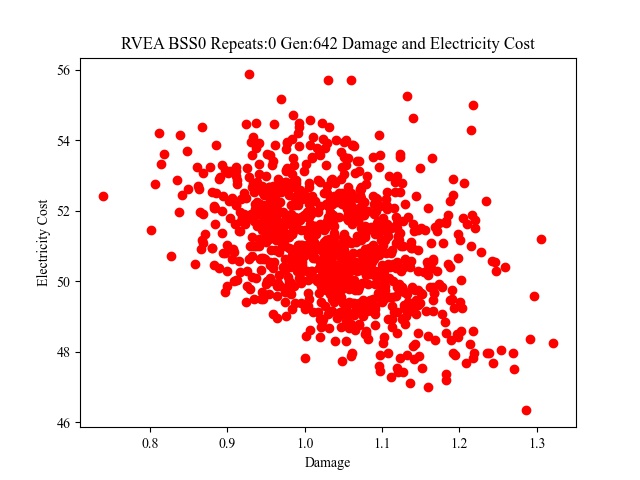 RVEA BSS0 Repeats:0 Gen:642 Damage and Electricity Cost
56
54
52
50
48
46
Electricity Cost
0.8 0.9 1.0 1.1 1.2 1.3
Damage